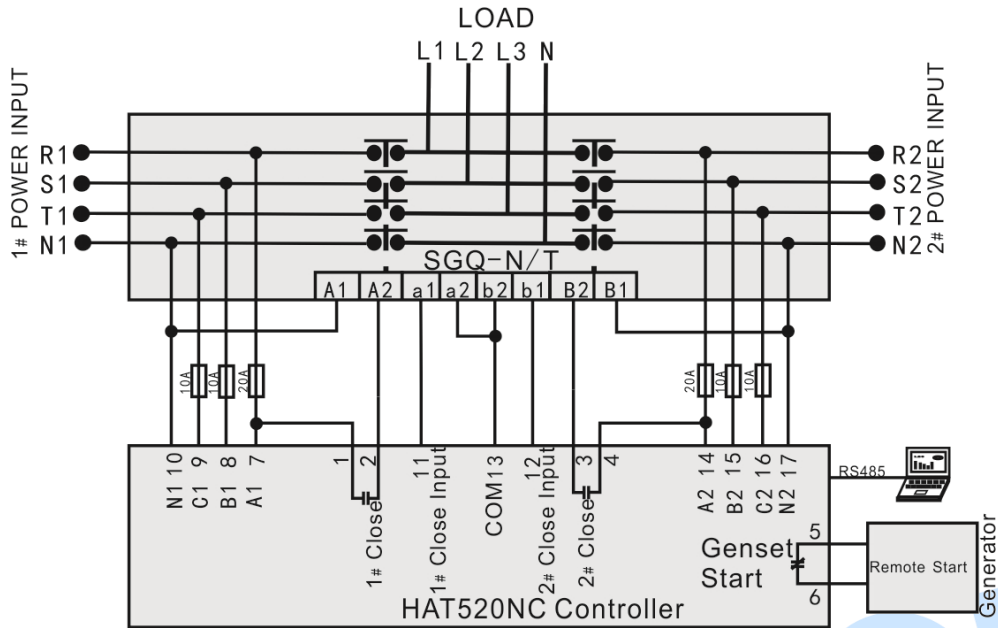 LOAD
L1 L2 L3 N
1# POWER INPUT
2# POWER INPUT
R1 R2
S1 S2
T1 T2
N1 N2
SGQ-N/T
A1 A2 a1 a2 b2 b1 B2 B1
10A 10A 20A 20A 10A 10A
N1 10
C1 9
B1 8
A1 7
1 2
1# Close
11
1# Close Input
COM13
12
2# Close Input
3 4
2# Close
A2 14
B2 15
C2 16
N2 17
RS485
Genset
Start
5
6
Remote Start
Generator
HAT520NC Controller